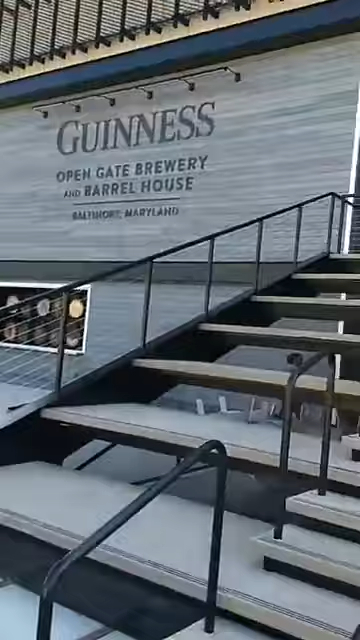 GUINNESS
OPEN GATE BREWERY
AND BARREL HOUSE
BALTIMORE, MARYLAND